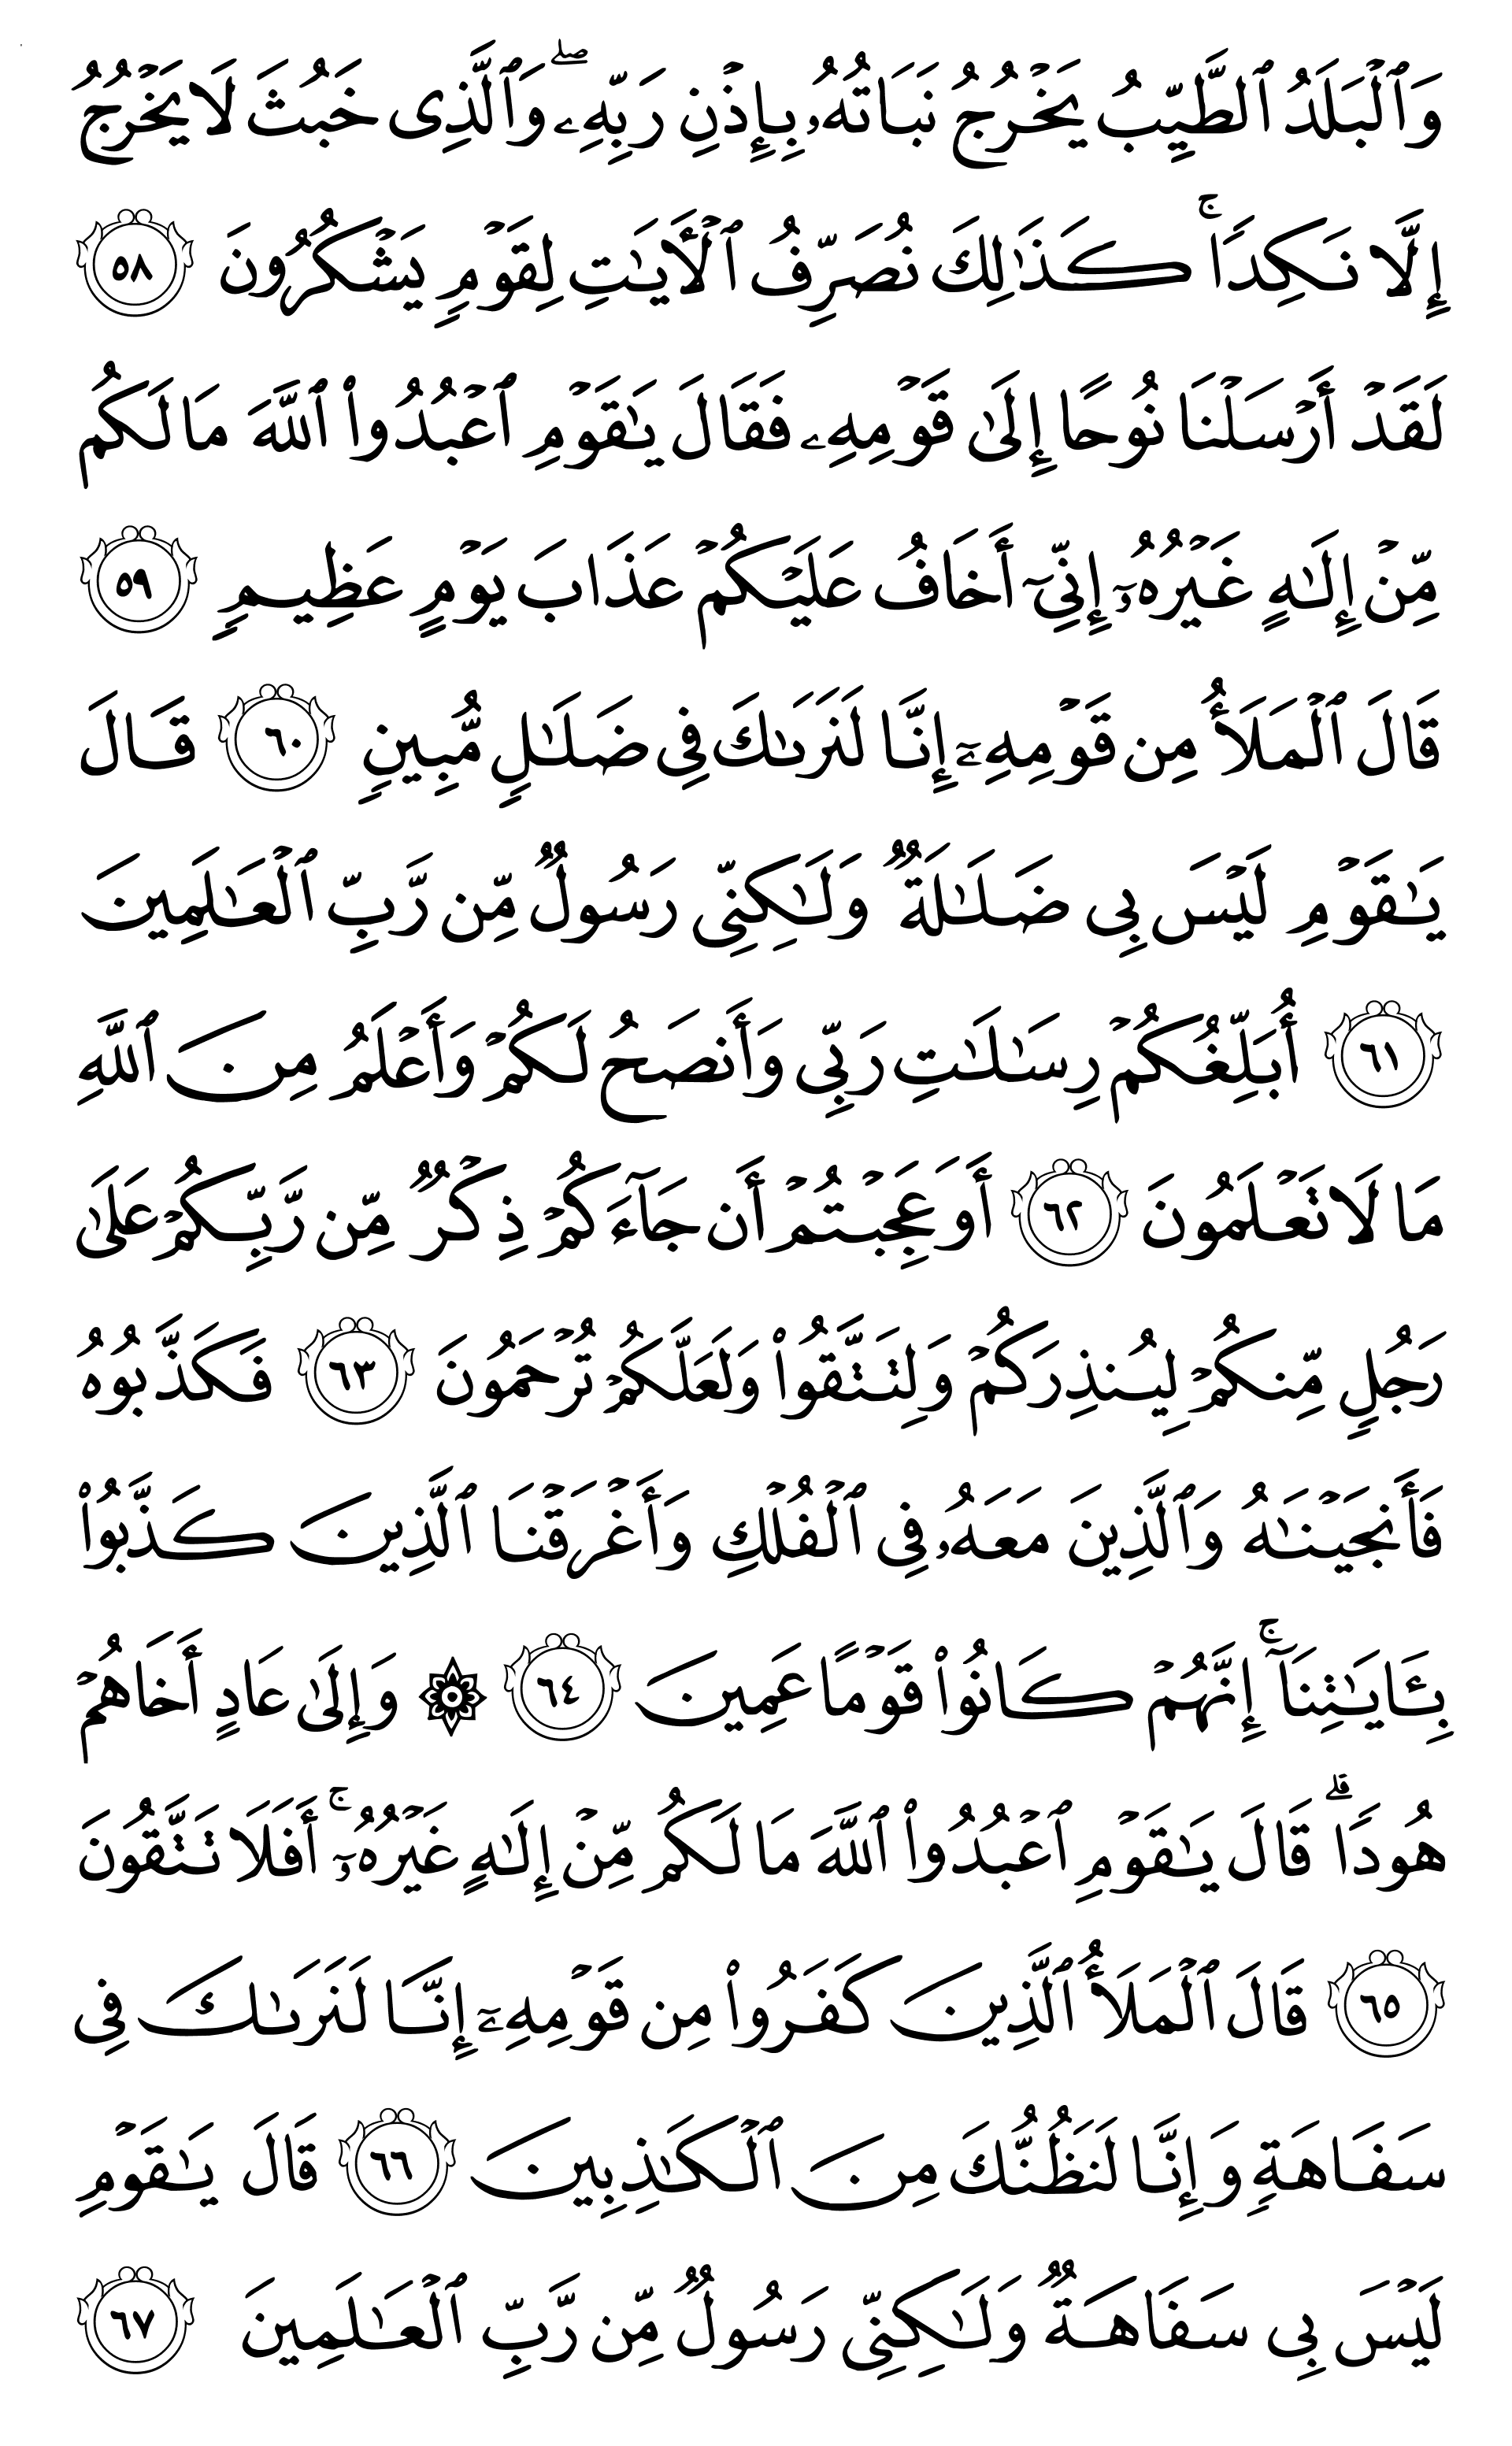 وَٱلْبَلَدُ ٱلطَّيِّبُ يَخْرُجُ نَبَاتُهُۥ بِإِذْنِ رَبِّهِۦۖ وَٱلَّذِى خَبُثَ لَا يَخْرُجُ
إِلَّا نَكِدًاۚ كَذَٰلِكَ نُصَرِّفُ ٱلْأَيَٰتِ لِقَوْمٍ يَشْكُرُونَ ٥٨
لَقَدْ أَرْسَلْنَا نُوحًا إِلَىٰ قَوْمِهِۦ فَقَالَ يَٰقَوْمِ ٱعْبُدُوا۟ ٱللَّهَ مَا لَكُم
مِّنْ إِلَٰهٍ غَيْرُهُۥٓ إِنِّىٓ أَخَافُ عَلَيْكُمْ عَذَابَ يَوْمٍ عَظِيمٍ ٥٩
قَالَ ٱلْمَلَأُ مِن قَوْمِهِۦٓ إِنَّا لَنَرَىٰكَ فِى ضَلَٰلٍ مُّبِينٍ ٦٠ قَالَ
يَٰقَوْمِ لَيْسَ بِى ضَلَٰلَةٌ وَلَٰكِنِّى رَسُولٌ مِّن رَّبِّ ٱلْعَٰلَمِينَ
٦١ أُبَلِّغُكُمْ رِسَٰلَٰتِ رَبِّى وَأَنصَحُ لَكُمْ وَأَعْلَمُ مِنَ ٱللَّهِ
مَا لَا تَعْلَمُونَ ٦٢ أَوَعَجِبْتُمْ أَن جَآءَكُمْ ذِكْرٌ مِّن رَّبِّكُمْ عَلَىٰ
رَجُلٍ مِّنكُمْ لِيُنذِرَكُمْ وَلِتَتَّقُوا۟ وَلَعَلَّكُمْ تُرْحَمُونَ ٦٣ فَكَذَّبُوهُ
فَأَنجَيْنَٰهُ وَٱلَّذِينَ مَعَهُۥ فِى ٱلْفُلْكِ وَأَغْرَقْنَا ٱلَّذِينَ كَذَّبُوا۟
بِـَٔايَٰتِنَآۚ إِنَّهُمْ كَانُوا۟ قَوْمًا عَمِينَ ٦٤ ۞ وَإِلَىٰ عَادٍ أَخَاهُمْ
هُودًاۗ قَالَ يَٰقَوْمِ ٱعْبُدُوا۟ ٱللَّهَ مَا لَكُم مِّنْ إِلَٰهٍ غَيْرُهُۥٓۚ أَفَلَا تَتَّقُونَ
٦٥ قَالَ ٱلْمَلَأُ ٱلَّذِينَ كَفَرُوا۟ مِن قَوْمِهِۦٓ إِنَّا لَنَرَىٰكَ فِى
سَفَاهَةٍ وَإِنَّا لَنَظُنُّكَ مِنَ ٱلْكَٰذِبِينَ ٦٦ قَالَ يَٰقَوْمِ
لَيْسَ بِى سَفَاهَةٌ وَلَٰكِنِّى رَسُولٌ مِّن رَّبِّ ٱلْعَٰلَمِينَ ٦٧